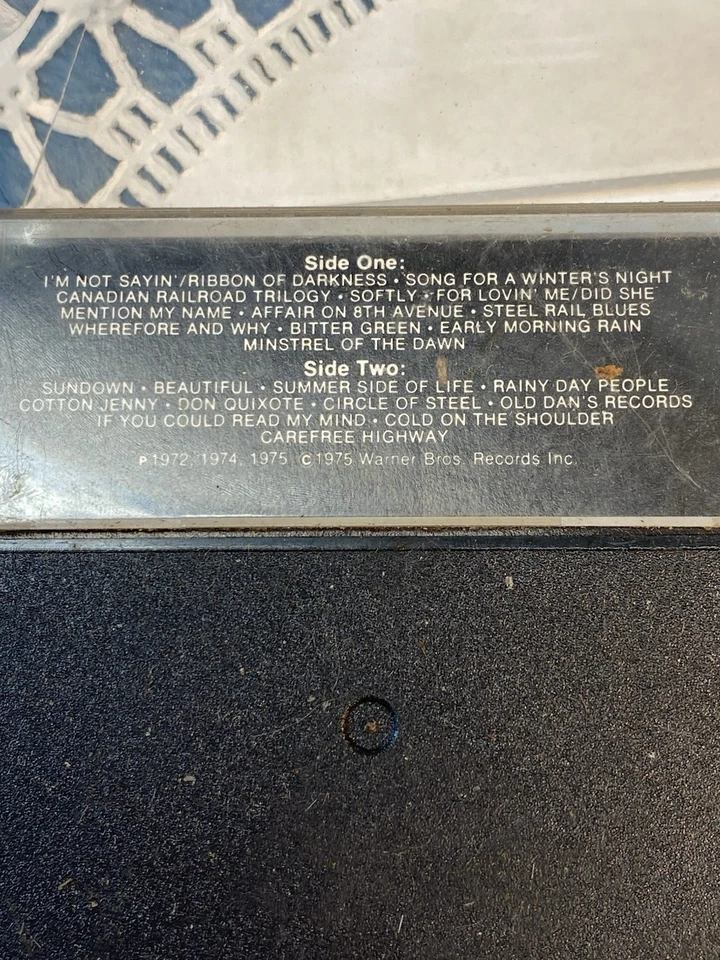 Side One:
I'M NOT SAYIN'/RIBBON OF DARKNESS • SONG FOR A WINTER'S NIGHT
CANADIAN RAILROAD TRILOGY • SOFTLY • FOR LOVIN' ME/DID SHE
MENTION MY NAME • AFFAIR ON 8TH AVENUE • STEEL RAIL BLUES
WHEREFORE AND WHY • BITTER GREEN • EARLY MORNING RAIN
MINSTREL OF THE DAWN
Side Two:
SUNDOWN • BEAUTIFUL • SUMMER SIDE OF LIFE • RAINY DAY PEOPLE
COTTON JENNY • DON QUIXOTE • CIRCLE OF STEEL • OLD DAN'S RECORDS
IF YOU COULD READ MY MIND • COLD ON THE SHOULDER
CAREFREE HIGHWAY
℗1972, 1974, 1975 ©1975 Warner Bros. Records Inc.